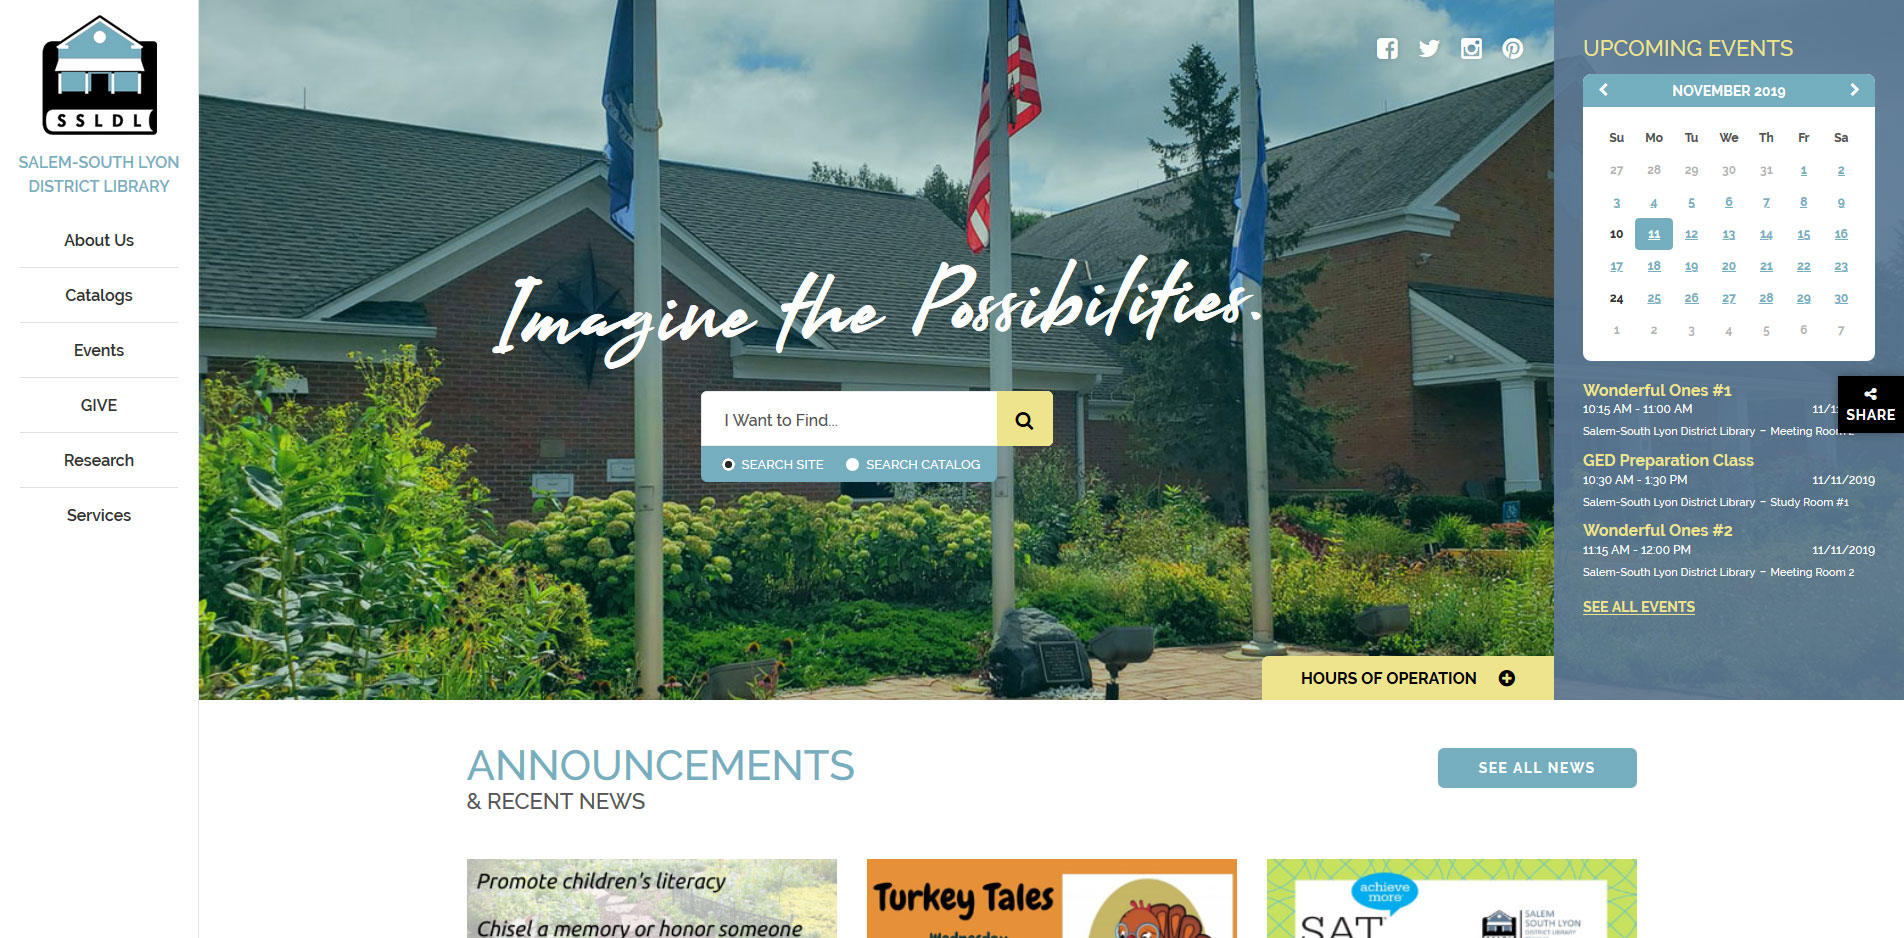 SSLDL
SALEM-SOUTH LYON
DISTRICT LIBRARY
About Us
Catalogs
Events
GIVE
Research
Services
Imagine the Possibilities.
I Want to Find...
SEARCH SITE SEARCH CATALOG
HOURS OF OPERATION
UPCOMING EVENTS
NOVEMBER 2019
Su Mo Tu We Th Fr Sa
27 28 29 30 31 1 2
3 4 5 6 7 8 9
10 11 12 13 14 15 16
17 18 19 20 21 22 23
24 25 26 27 28 29 30
1 2 3 4 5 6 7
Wonderful Ones #1
10:15 AM - 11:00 AM
Salem-South Lyon District Library - Meeting Room 2
SHARE
GED Preparation Class
10:30 AM - 1:30 PM 11/11/2019
Salem-South Lyon District Library - Study Room #1
Wonderful Ones #2
11:15 AM - 12:00 PM 11/11/2019
Salem-South Lyon District Library - Meeting Room 2
SEE ALL EVENTS
ANNOUNCEMENTS
& RECENT NEWS
SEE ALL NEWS
Promote children's literacy
Chisel a memory or honor someone
Turkey Tales
Wednesday
achieve
more
SAT
SALEM
SOUTH LYON
DISTRICT LIBRARY